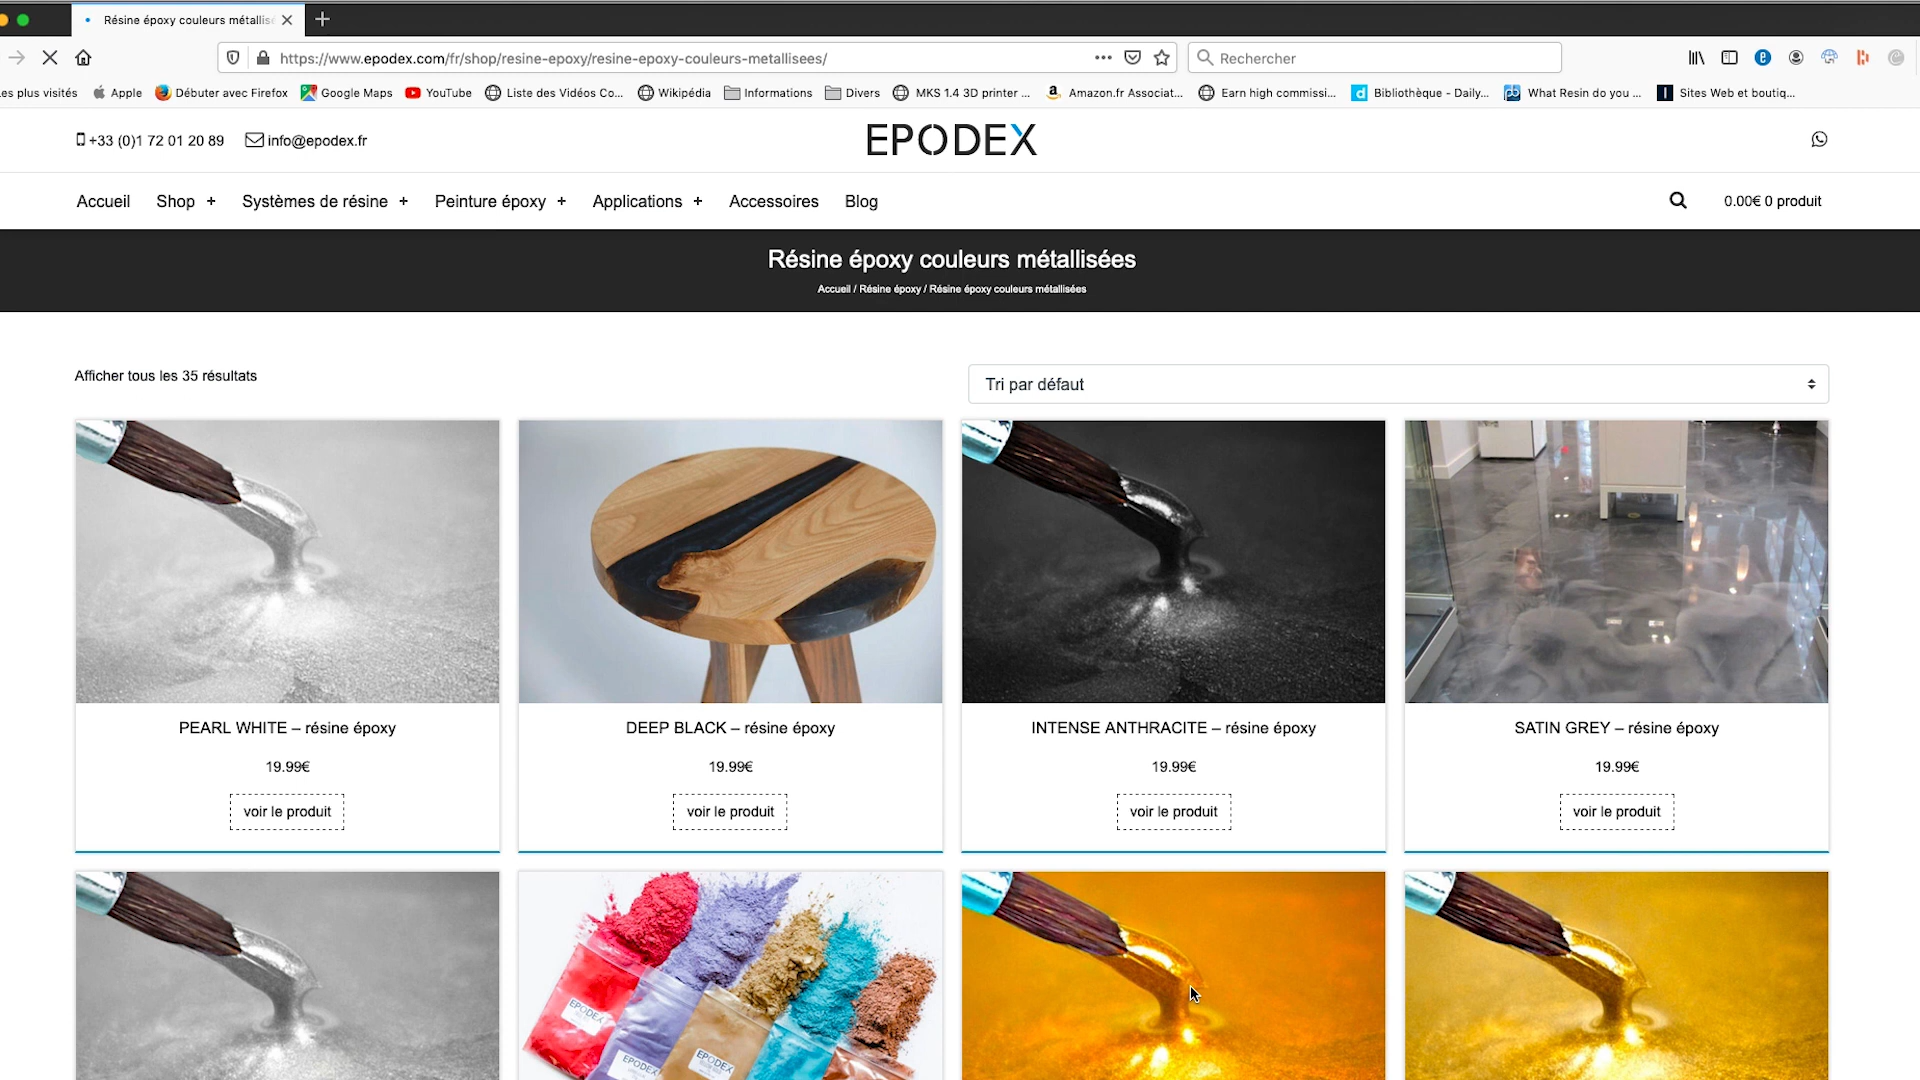 Résine époxy couleurs métallis
https://www.epodex.com/fr/shop/resine-epoxy/resine-epoxy-couleurs-metallisees/
Rechercher
es plus visités
Apple
Débuter avec Firefox
Google Maps
YouTube
Liste des Vidéos Co...
Wikipédia
Informations
Divers
MKS 1.4 3D printer ...
Amazon.fr Associat...
Earn high commissi...
Bibliothèque - Daily...
What Resin do you ...
Sites Web et boutiq...
+33 (0)1 72 01 20 89
info@epodex.fr
EPODEX
Accueil
Shop +
Systèmes de résine +
Peinture époxy +
Applications +
Accessoires
Blog
0.00€ 0 produit
Résine époxy couleurs métallisées
Accueil / Résine époxy / Résine époxy couleurs métallisées
Afficher tous les 35 résultats
Tri par défaut
PEARL WHITE – résine époxy
19.99€
voir le produit
DEEP BLACK – résine époxy
19.99€
voir le produit
INTENSE ANTHRACITE – résine époxy
19.99€
voir le produit
SATIN GREY – résine époxy
19.99€
voir le produit
EPODEX
EPODEX
EPODEX